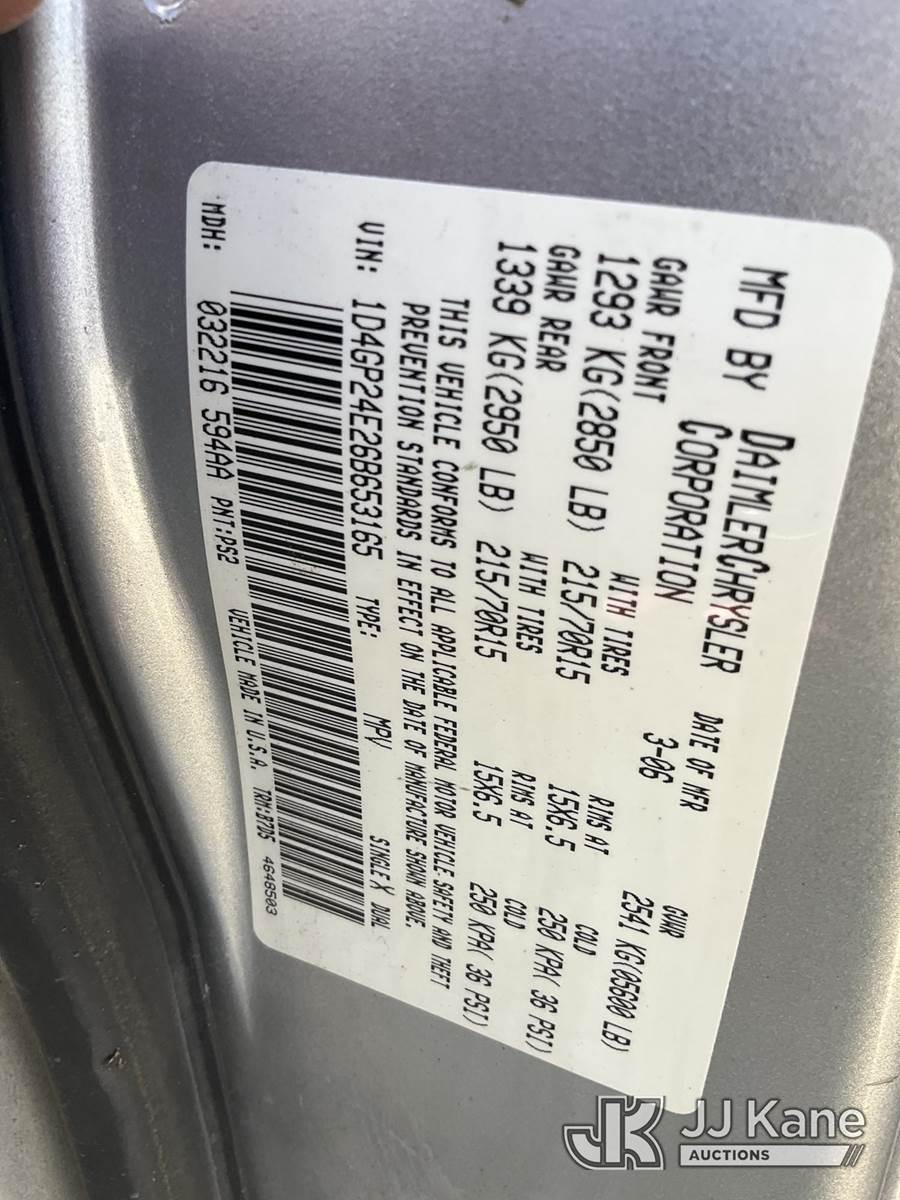 MFD BY DAIMLERCHRYSLER CORPORATION DATE OF MFR 3-06 GVWR 2541 KG(05600 LB)
GAWR FRONT WITH TIRES RIMS AT COLD
1293 KG(2850 LB) 215/70R15 15X6.5 250 KPA( 36 PSI)
GAWR REAR WITH TIRES RIMS AT COLD
1339 KG(2950 LB) 215/70R15 15X6.5 250 KPA( 36 PSI)
THIS VEHICLE CONFORMS TO ALL APPLICABLE FEDERAL MOTOR VEHICLE SAFETY AND THEFT
PREVENTION STANDARDS IN EFFECT ON THE DATE OF MANUFACTURE SHOWN ABOVE.
VIN: 1D4GP24E26B653165 TYPE: MPV SINGLE X DUAL
MDH: 032216 594AA PNT:PS2 VEHICLE MADE IN U.S.A. TRM:B7D5 4648503
JK JJ Kane
AUCTIONS